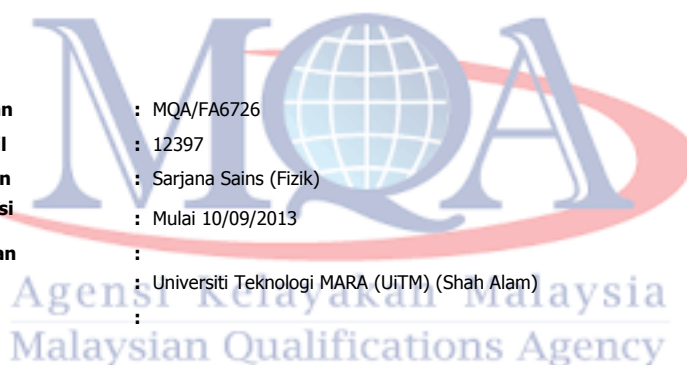 MQA
an : MQA/FA6726
l : 12397
n : Sarjana Sains (Fizik)
si : Mulai 10/09/2013
an :
: Universiti Teknologi MARA (UiTM) (Shah Alam)
:
Agensi Kelayakan Malaysia
Malaysian Qualifications Agency